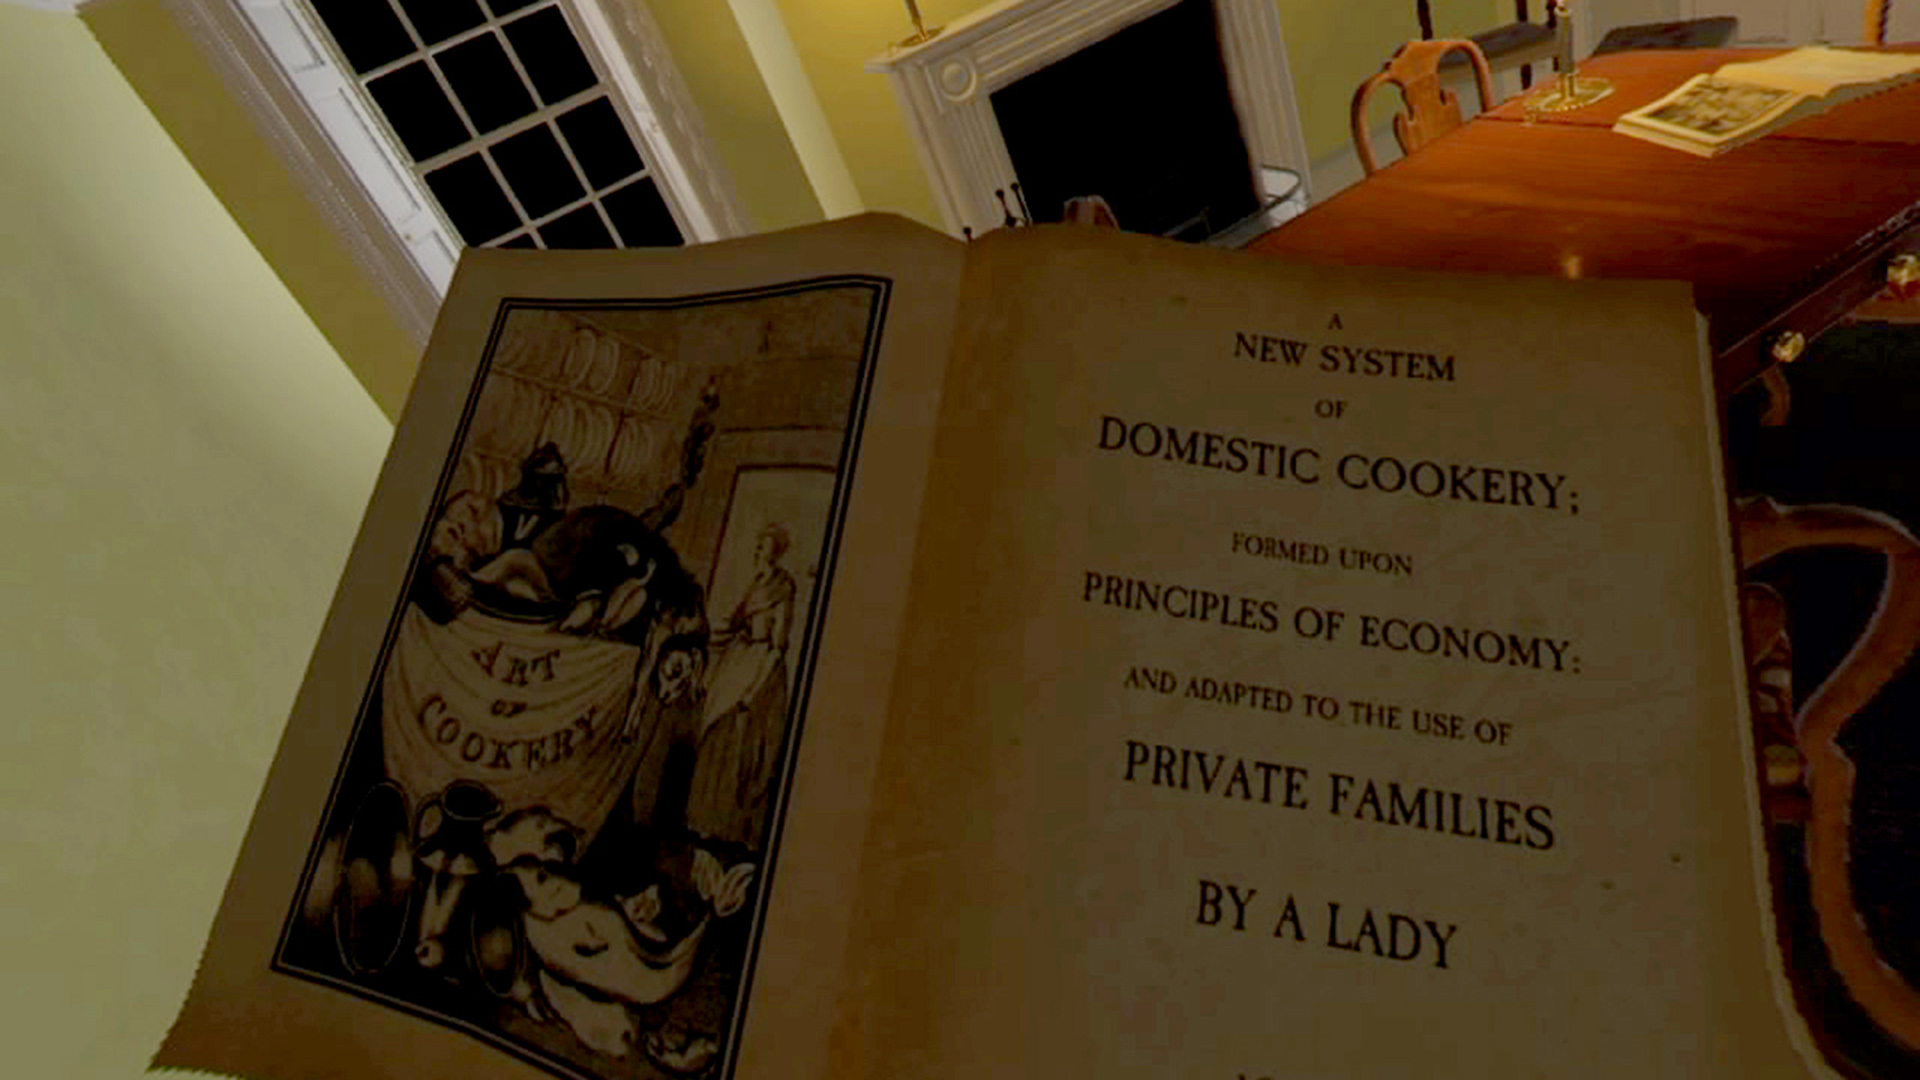 ART
OF
COOKERY
A
NEW SYSTEM
OF
DOMESTIC COOKERY;
FORMED UPON
PRINCIPLES OF ECONOMY:
AND ADAPTED TO THE USE OF
PRIVATE FAMILIES
BY A LADY